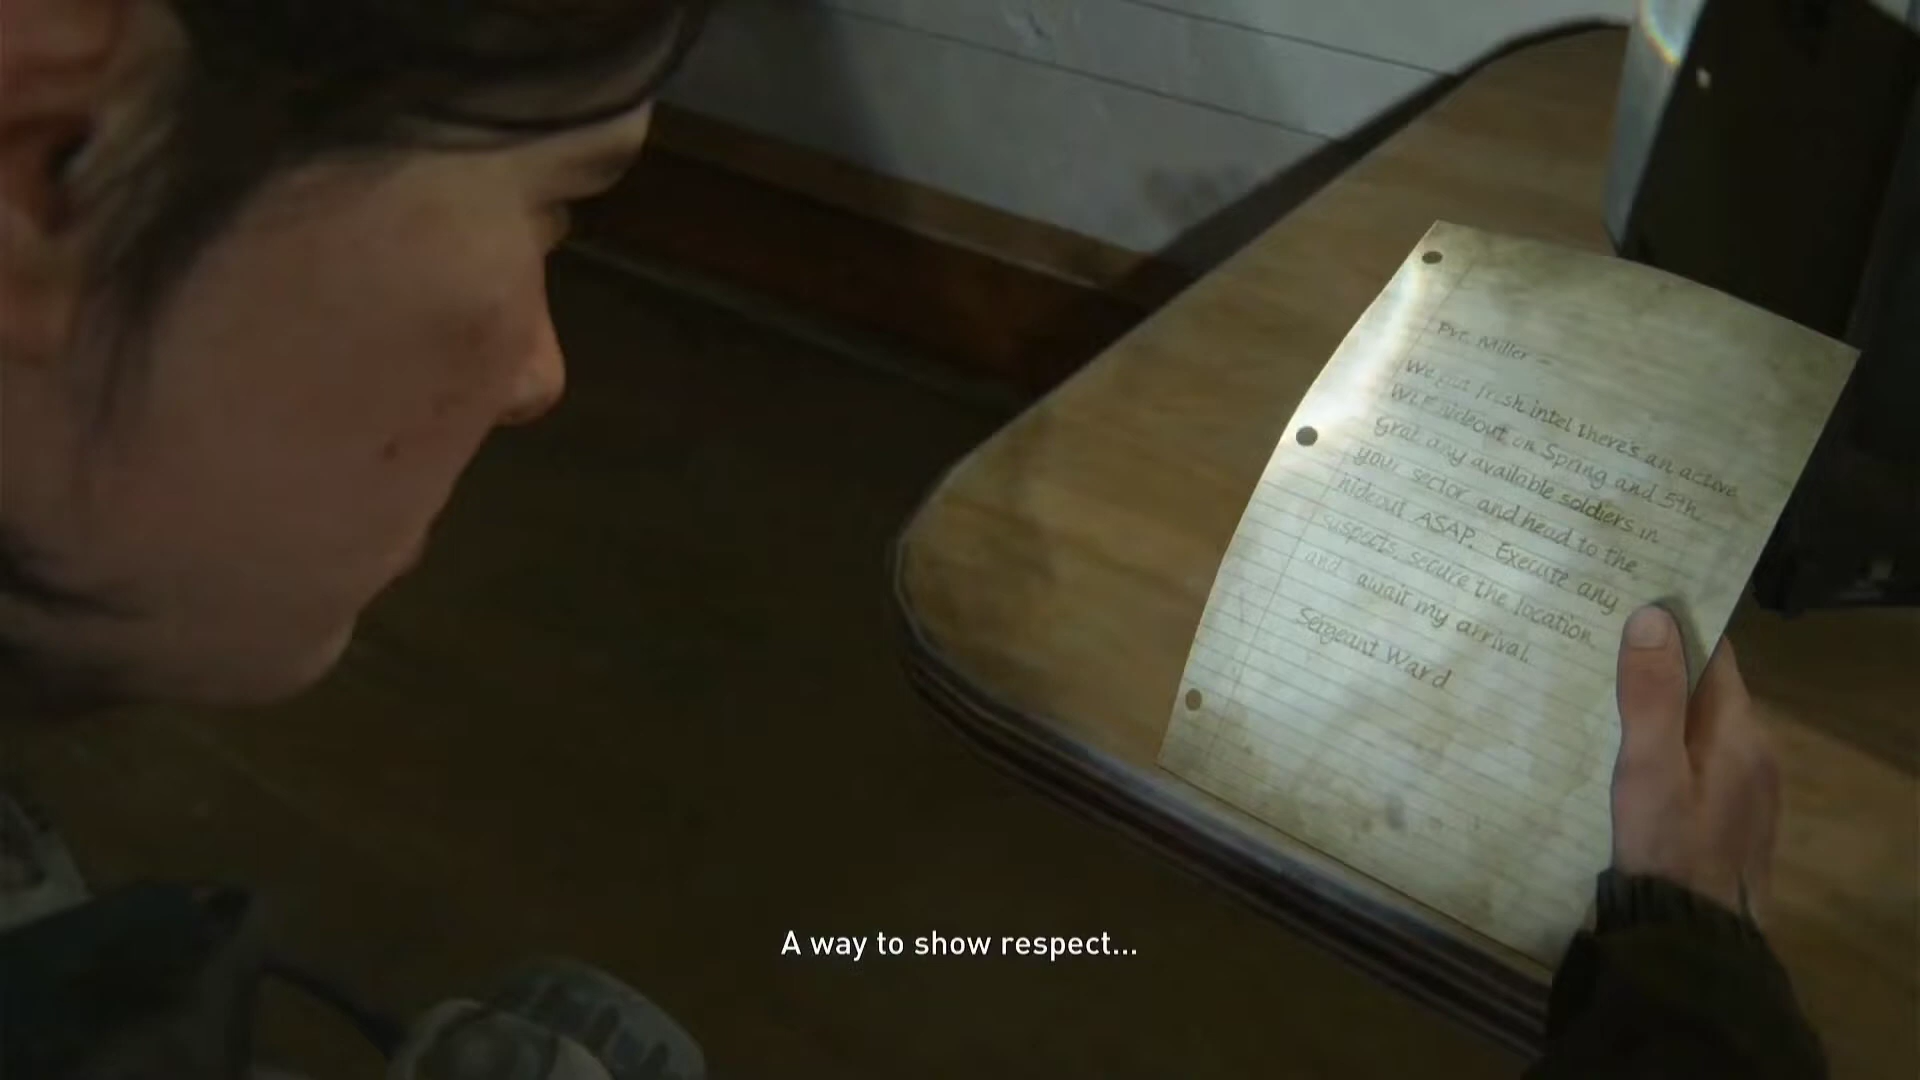 Pvt. Miller -
We got fresh intel there's an active
WLF hideout on Spring and 5th.
Grab any available soldiers in
your sector and head to the
hideout ASAP. Execute any
suspects, secure the location
and await my arrival.
Sergeant Ward
A way to show respect...